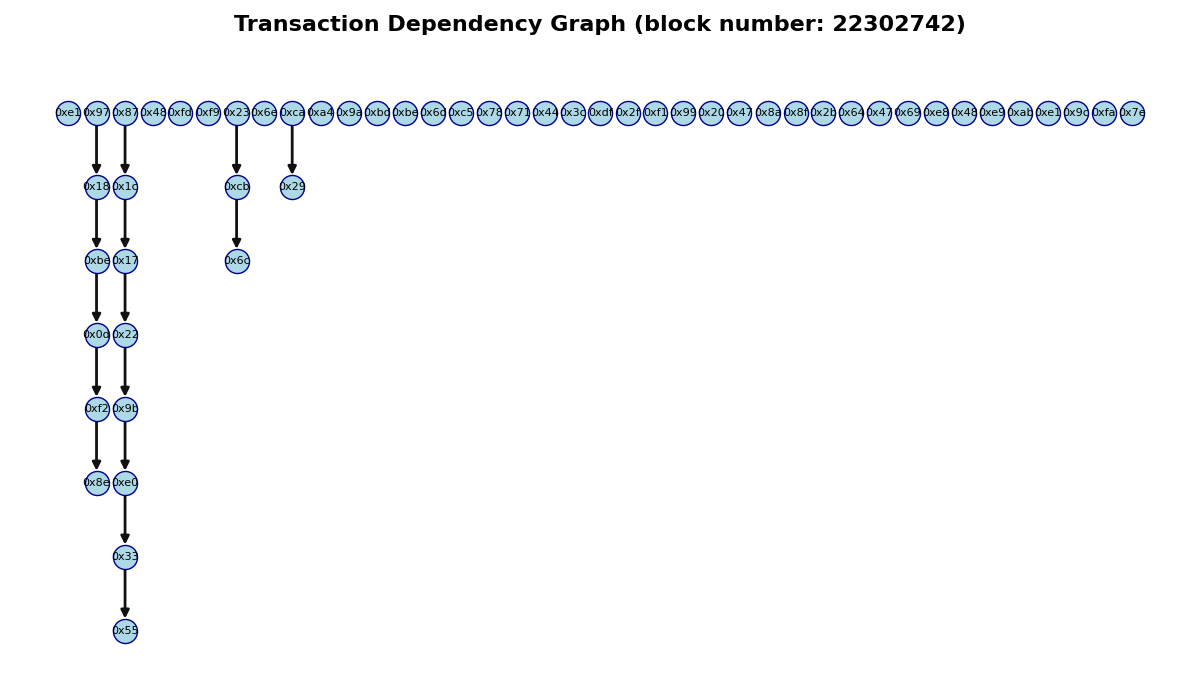 Transaction Dependency Graph (block number: 22302742)
0xe1 0x97 0x87 0x48 0xfd 0xf9 0x23 0x6e 0xca 0xa4 0x9a 0xbd 0xbe 0x6d 0xc5 0x78 0x71 0x44 0x3c 0xdf 0x2f 0xf1 0x99 0x20 0x47 0x8a 0x8f 0x2b 0x64 0x47 0x69 0xe8 0x48 0xe9 0xab 0xe1 0x9c 0xfa 0x7e
0x18 0x1c 0xcb 0x29
0xbe 0x17 0x6c
0x22
0xf2 0x9b
0x8e 0xe0
0x33
0x55